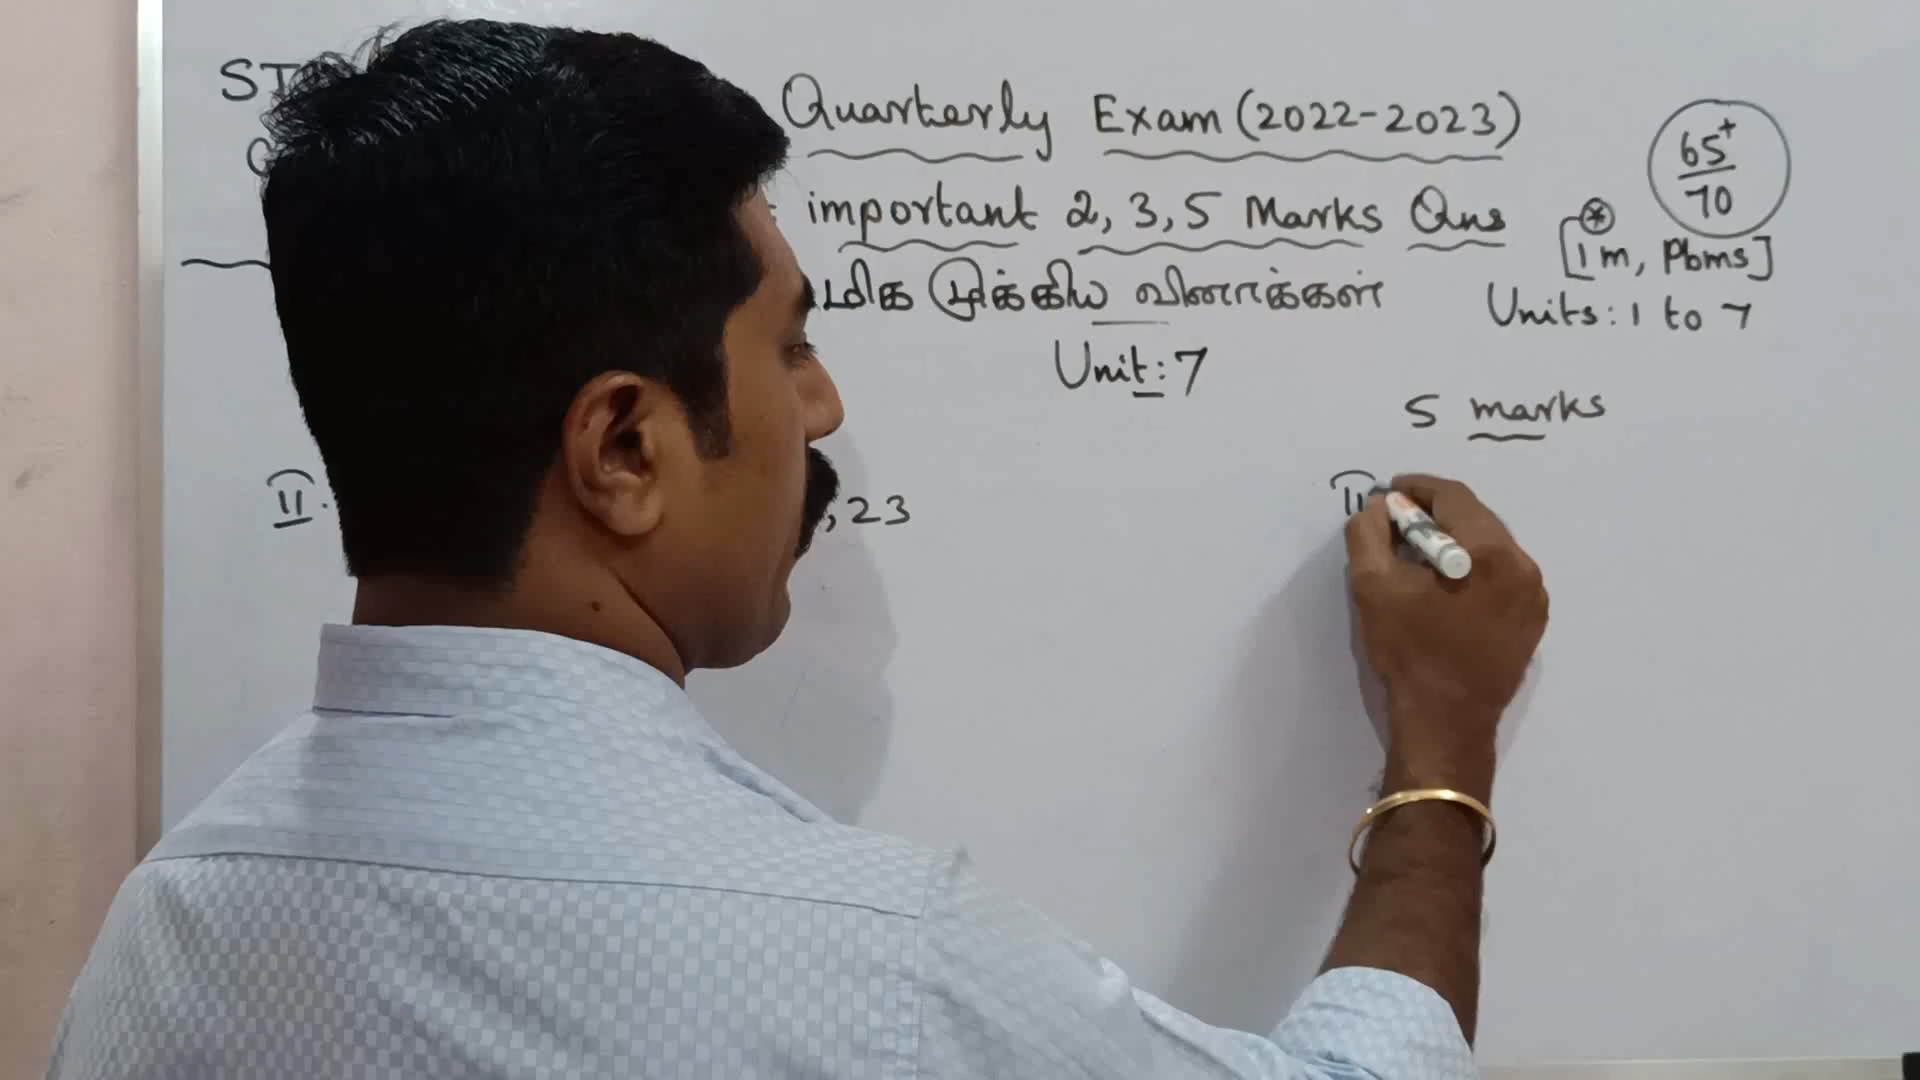 ST
Quarterly Exam (2022-2023)
65+
70
important 2, 3, 5 Marks Qns
[1m, Pbms]
மிக முக்கிய வினாக்கள்
Units: 1 to 7
Unit: 7
5 marks
II.
, 23
II